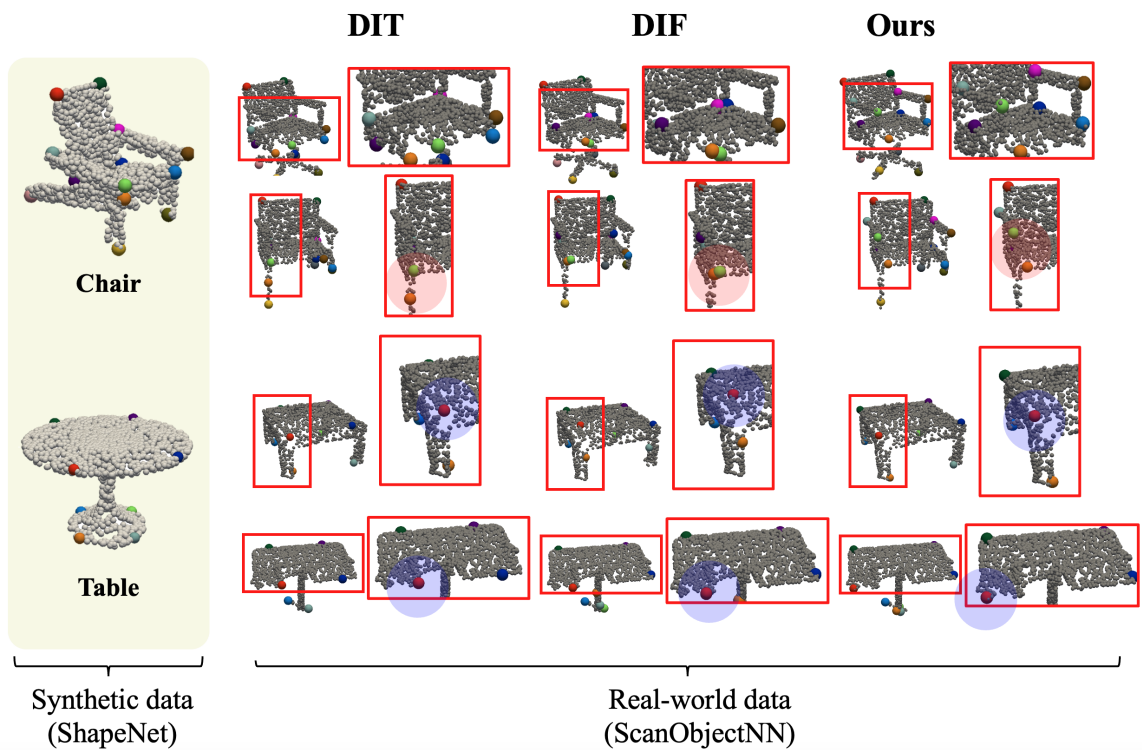 DIT
DIF
Ours
Chair
Table
Synthetic data
(ShapeNet)
Real-world data
(ScanObjectNN)